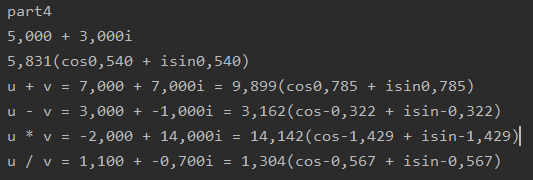 part4
5,000 + 3,000i
5,831(cos0,540 + isin0,540)
u + v = 7,000 + 7,000i = 9,899(cos0,785 + isin0,785)
u - v = 3,000 + -1,000i = 3,162(cos-0,322 + isin-0,322)
u * v = -2,000 + 14,000i = 14,142(cos-1,429 + isin-1,429)
u / v = 1,100 + -0,700i = 1,304(cos-0,567 + isin-0,567)